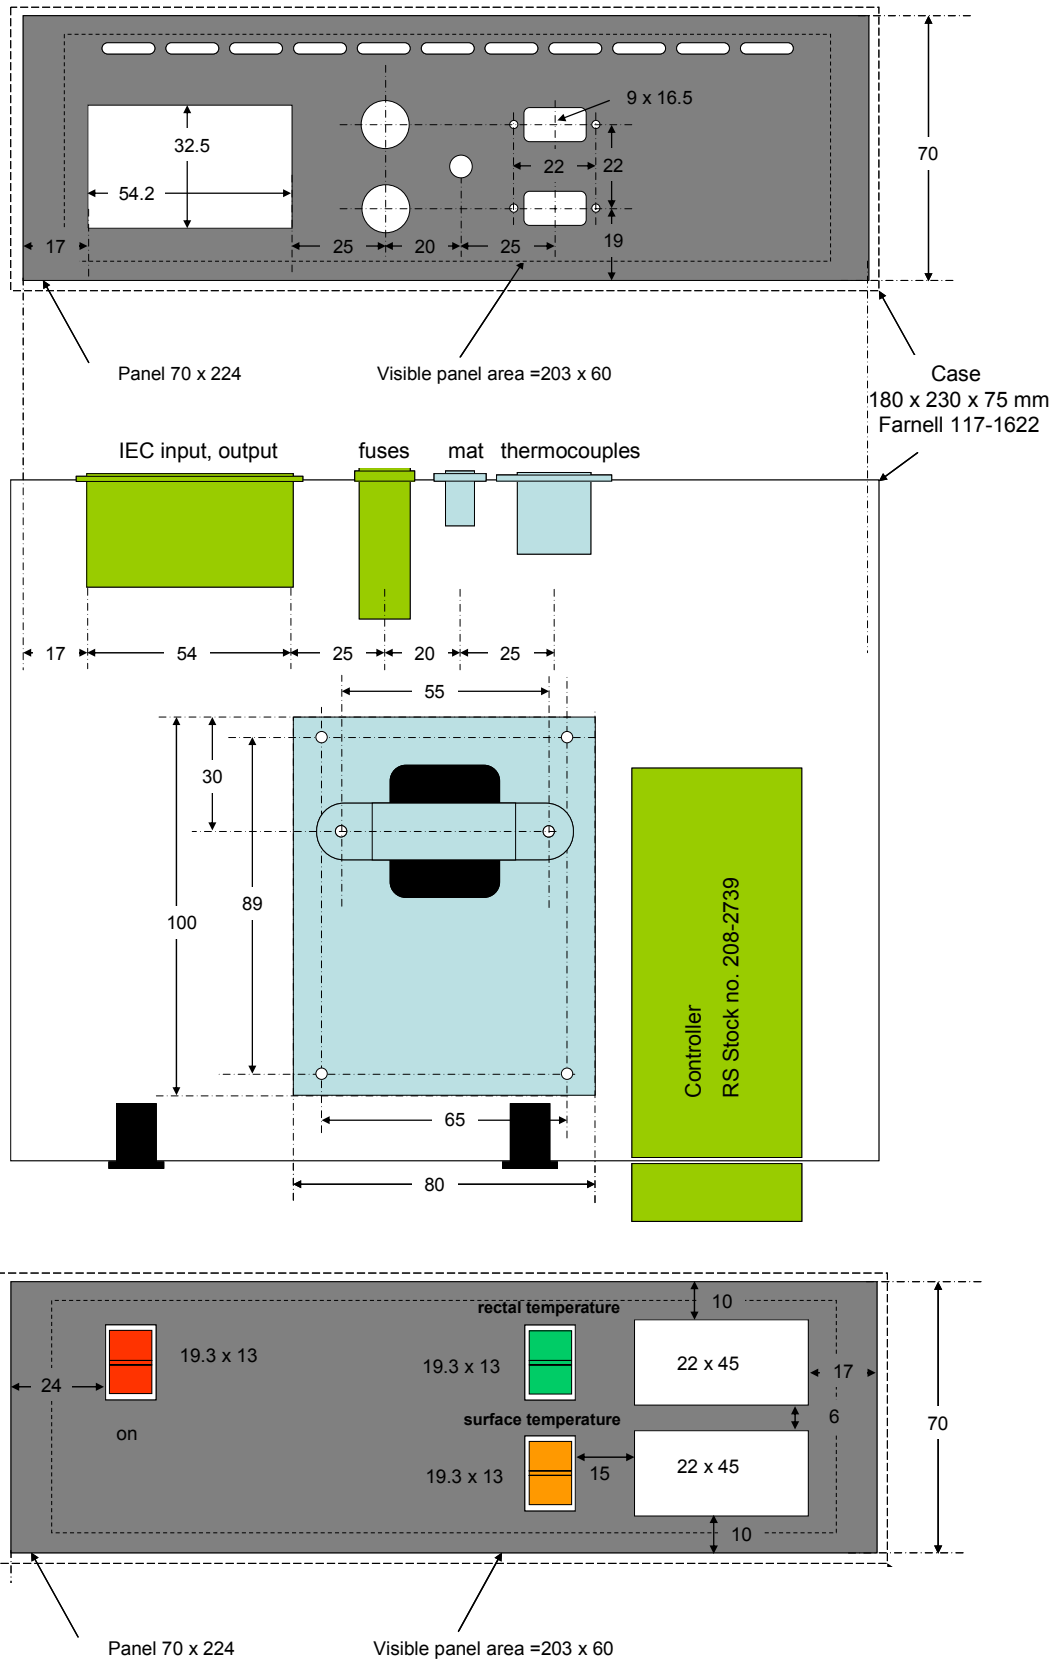 9 x 16.5
32.5
54.2
22
22
70
17
25
20
25
19
Panel 70 x 224
Visible panel area =203 x 60
Case
180 x 230 x 75 mm
Farnell 117-1622
IEC input, output
fuses
mat
thermocouples
17
54
25
20
25
55
30
89
100
Controller
RS Stock no. 208-2739
65
80
rectal temperature
10
19.3 x 13
19.3 x 13
22 x 45
17
24
on
surface temperature
6
70
19.3 x 13
15
22 x 45
10
Panel 70 x 224
Visible panel area =203 x 60